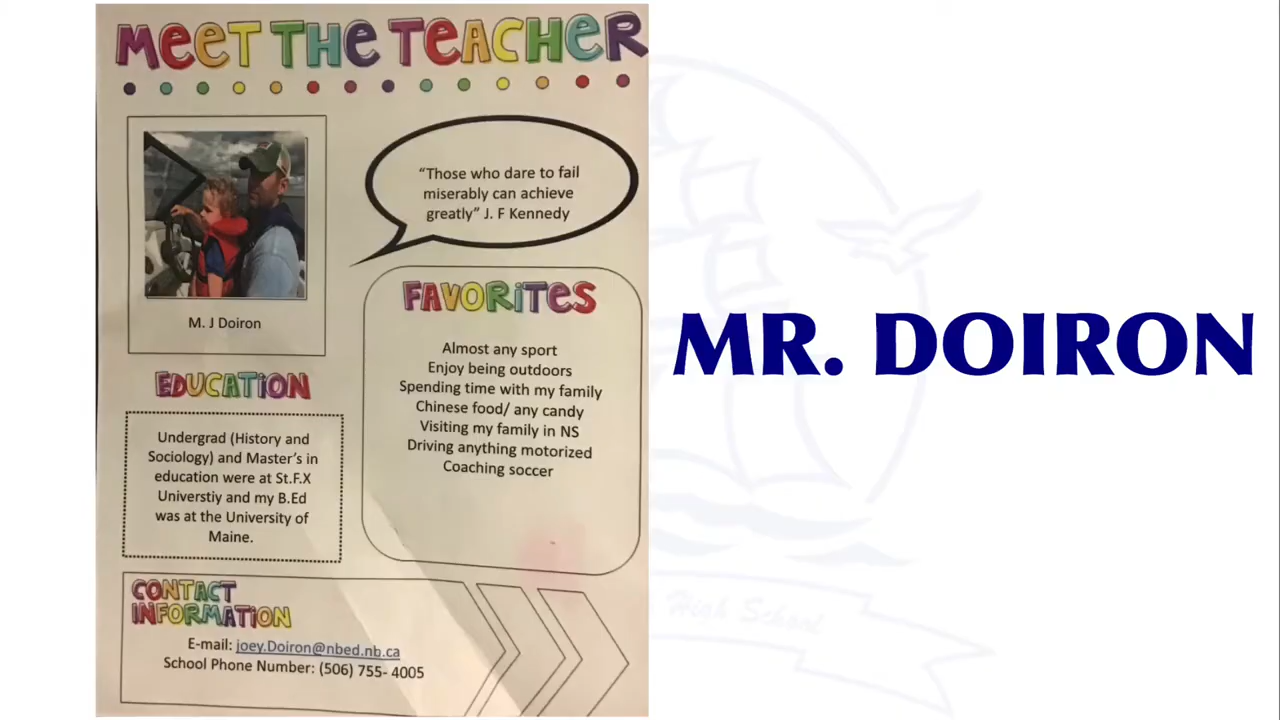 MEET THE TEACHER
"Those who dare to fail
miserably can achieve
greatly" J. F Kennedy
M. J Doiron
FAVORITES
Almost any sport
Enjoy being outdoors
Spending time with my family
Chinese food/ any candy
Visiting my family in NS
Driving anything motorized
Coaching soccer
EDUCATION
Undergrad (History and
Sociology) and Master's in
education were at St.F.X
Universtiy and my B.Ed
was at the University of
Maine.
CONTACT
INFORMATION
E-mail: joey.Doiron@nbed.nb.ca
School Phone Number: (506) 755- 4005
MR. DOIRON
High School